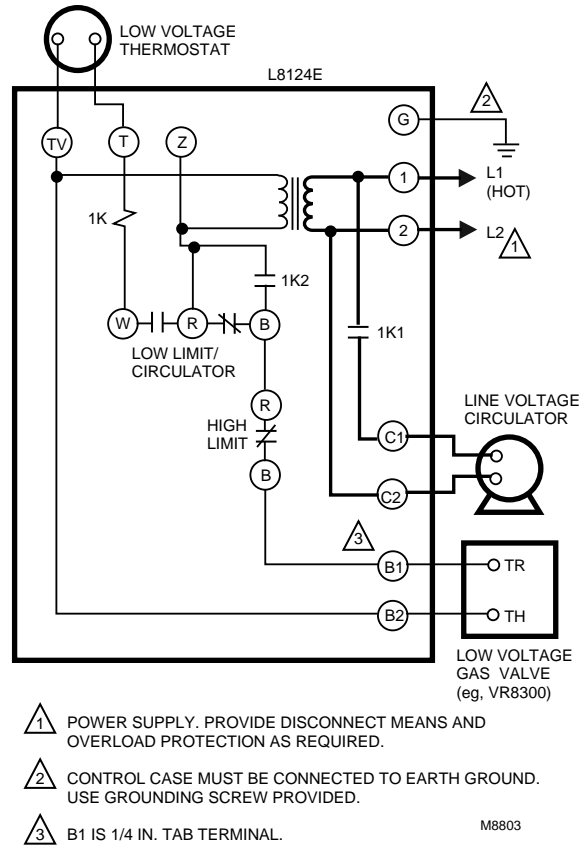 LOW VOLTAGE
THERMOSTAT
L8124E
2
TV
T
Z
G
1
L1
(HOT)
1K
2
L2
1
1K2
W
R
B
1K1
LOW LIMIT/
CIRCULATOR
R
HIGH
LIMIT
LINE VOLTAGE
CIRCULATOR
C1
B
C2
3
B1
TR
B2
TH
LOW VOLTAGE
GAS VALVE
(eg, VR8300)
1 POWER SUPPLY. PROVIDE DISCONNECT MEANS AND
OVERLOAD PROTECTION AS REQUIRED.
2 CONTROL CASE MUST BE CONNECTED TO EARTH GROUND.
USE GROUNDING SCREW PROVIDED.
3 B1 IS 1/4 IN. TAB TERMINAL.
M8803